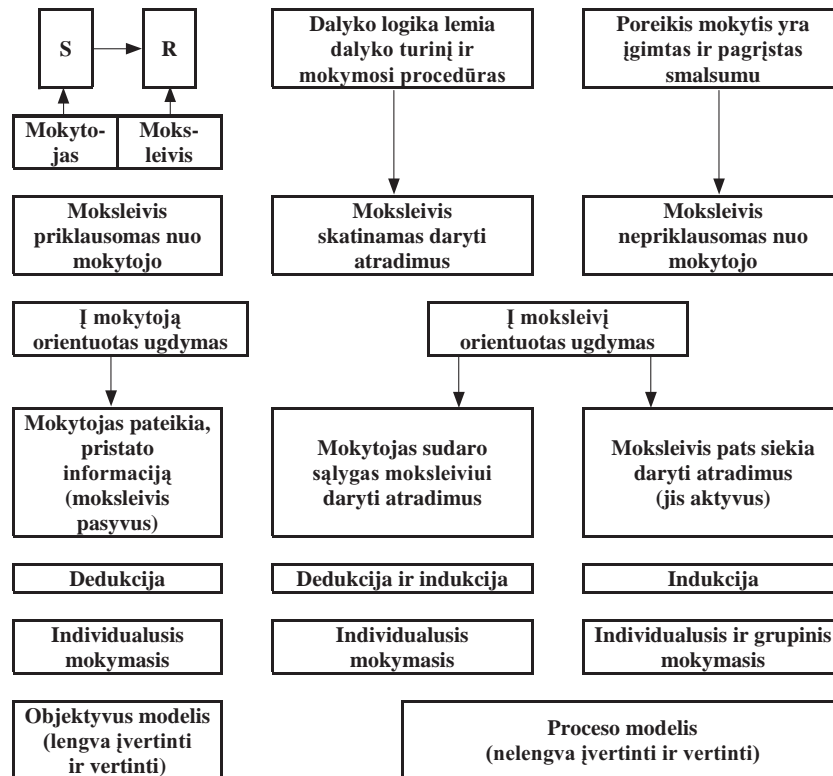 S
R
Mokyto-
jas
Moks-
leivis
Dalyko logika lemia
dalyko turinį ir
mokymosi procedūras
Poreikis mokytis yra
įgimtas ir pagrįstas
smalsumu
Moksleivis
priklausomas nuo
mokytojo
Moksleivis
skatinamas daryti
atradimus
Moksleivis
nepriklausomas nuo
mokytojo
Į mokytoją
orientuotas ugdymas
Į moksleivį
orientuotas ugdymas
Mokytojas pateikia,
pristato
informaciją
(moksleivis
pasyvus)
Mokytojas sudaro
sąlygas moksleiviui
daryti atradimus
Moksleivis pats siekia
daryti atradimus
(jis aktyvus)
Dedukcija
Dedukcija ir indukcija
Indukcija
Individualusis
mokymasis
Individualusis
mokymasis
Individualusis ir grupinis
mokymasis
Objektyvus modelis
(lengva įvertinti
ir vertinti)
Proceso modelis
(nelengva įvertinti ir vertinti)